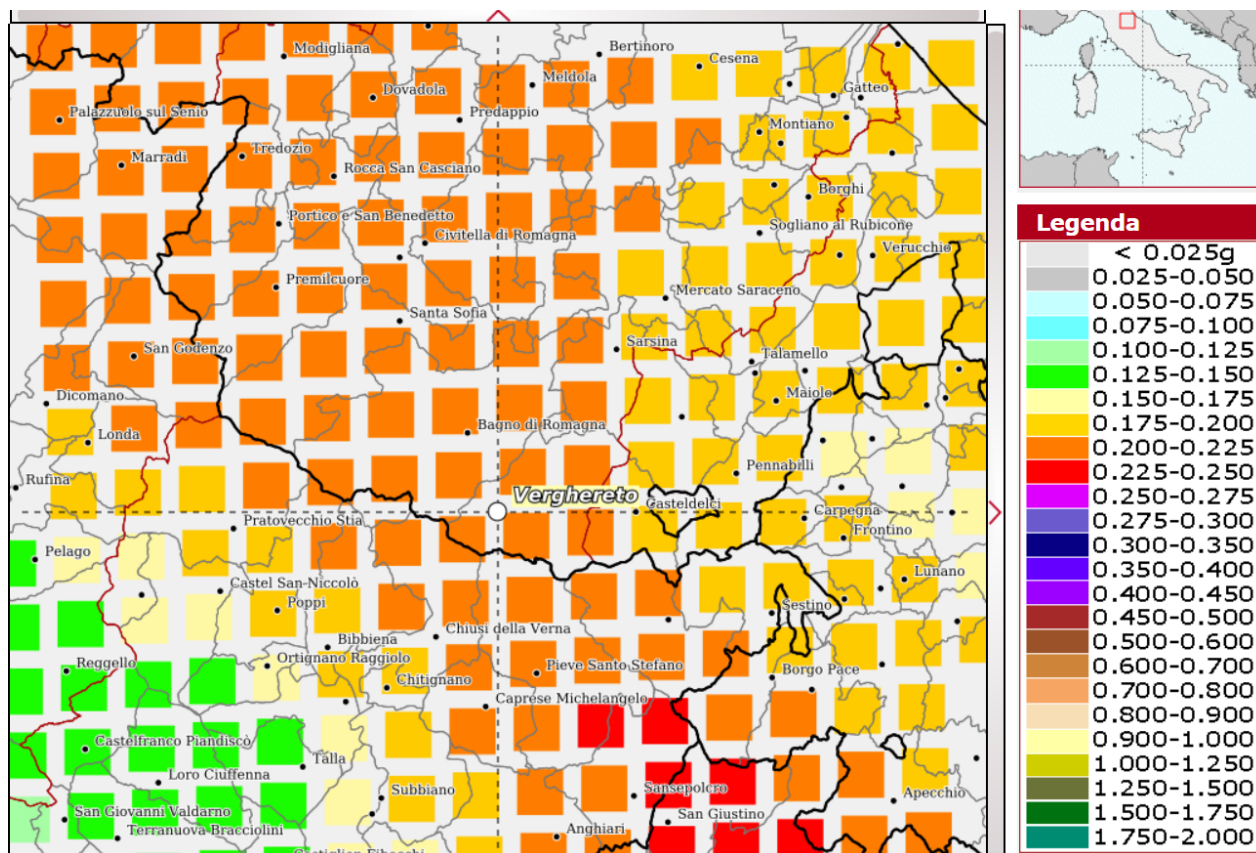 Modigliana
Bertinoro
Cesena
Meldola
Dovadola
Gatteo
Palazzuolo sul Senio
Predappio
Montiano
Tredozio
Marradi
Rocca San Casciano
Borghi
Portico e San Benedetto
Sogliano al Rubicone
Civitella di Romagna
Verucchio
Premilcuore
Mercato Saraceno
Santa Sofia
Sarsina
San Godenzo
Talamello
Dicomano
Maiolo
Bagno di Romagna
Londa
Pennabilli
Rufina
Verghereto
Casteldelci
Carpegna
Pratovecchio Stia
Frontino
Pelago
Lunano
Castel San Niccolò
Poppi
Sestino
Chiusi della Verna
Bibbiena
Ortignano Raggiolo
Reggello
Pieve Santo Stefano
Borgo Pace
Chitignano
Caprese Michelangelo
Castelfranco Piandiscò
Talla
Loro Ciuffenna
Subbiano
Sansepolcro
Apecchio
San Giovanni Valdarno
San Giustino
Terranuova Bracciolini
Anghiari
Castiglion Fibocchi
Legenda
< 0.025g
0.025-0.050
0.050-0.075
0.075-0.100
0.100-0.125
0.125-0.150
0.150-0.175
0.175-0.200
0.200-0.225
0.225-0.250
0.250-0.275
0.275-0.300
0.300-0.350
0.350-0.400
0.400-0.450
0.450-0.500
0.500-0.600
0.600-0.700
0.700-0.800
0.800-0.900
0.900-1.000
1.000-1.250
1.250-1.500
1.500-1.750
1.750-2.000